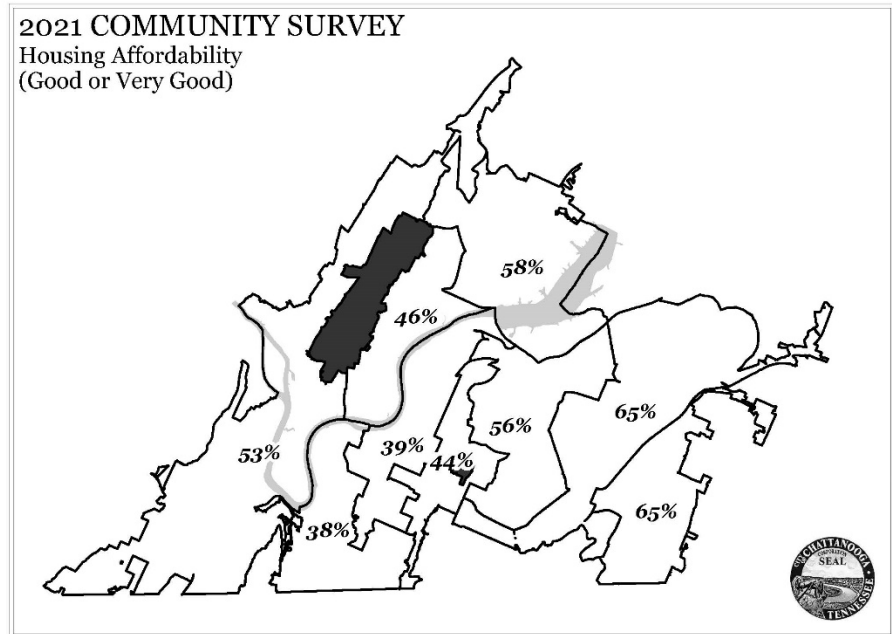 2021 COMMUNITY SURVEY
Housing Affordability
(Good or Very Good)
58%
46%
65%
56%
39%
53%
44%
65%
38%
CHATTANOOGA
CORPORATION
SEAL
TENNESSEE